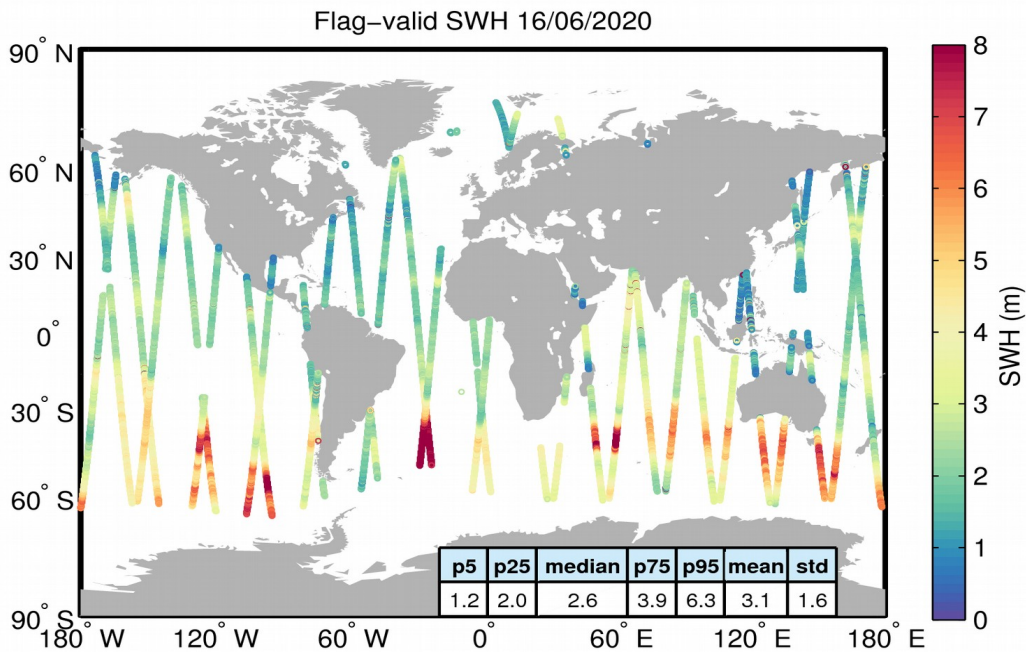 Flag−valid SWH 16/06/2020
90° N
60° N
30° N
0°
30° S
60° S
90° S
180° W
120° W
60° W
0°
60° E
120° E
180° E
p5 p25 median p75 p95 mean std
1.2 2.0 2.6 3.9 6.3 3.1 1.6
8
7
6
5
4
3
2
1
0
SWH (m)